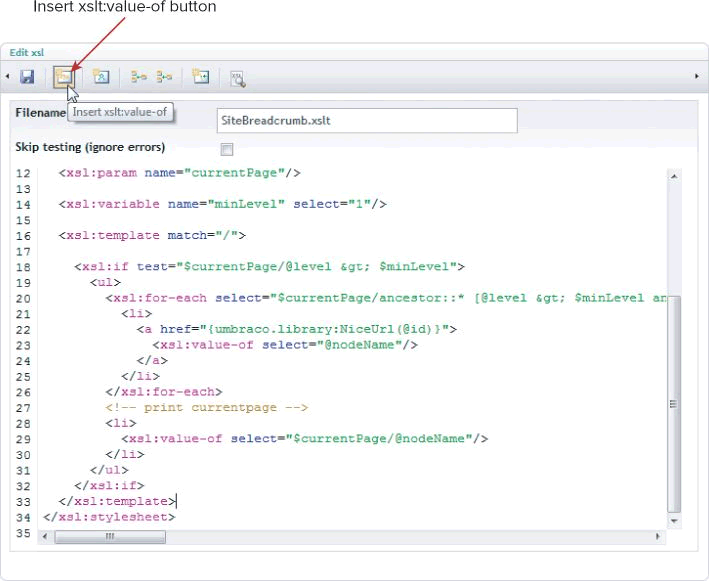 Insert xslt:value-of button
Edit xsl
Insert xslt:value-of
Filename
SiteBreadcrumb.xslt
Skip testing (ignore errors)
12 <xsl:param name="currentPage"/>
13
14 <xsl:variable name="minLevel" select="1"/>
15
16 <xsl:template match="/">
17
18 <xsl:if test="$currentPage/@level &gt; $minLevel">
19 <ul>
20 <xsl:for-each select="$currentPage/ancestor::* [@level &gt; $minLevel an
21 <li>
22 <a href="{umbraco.library:NiceUrl(@id)}">
23 <xsl:value-of select="@nodeName"/>
24 </a>
25 </li>
26 </xsl:for-each>
27 <!-- print currentpage -->
28 <li>
29 <xsl:value-of select="$currentPage/@nodeName"/>
30 </li>
31 </ul>
32 </xsl:if>
33 </xsl:template>
34 </xsl:stylesheet>
35